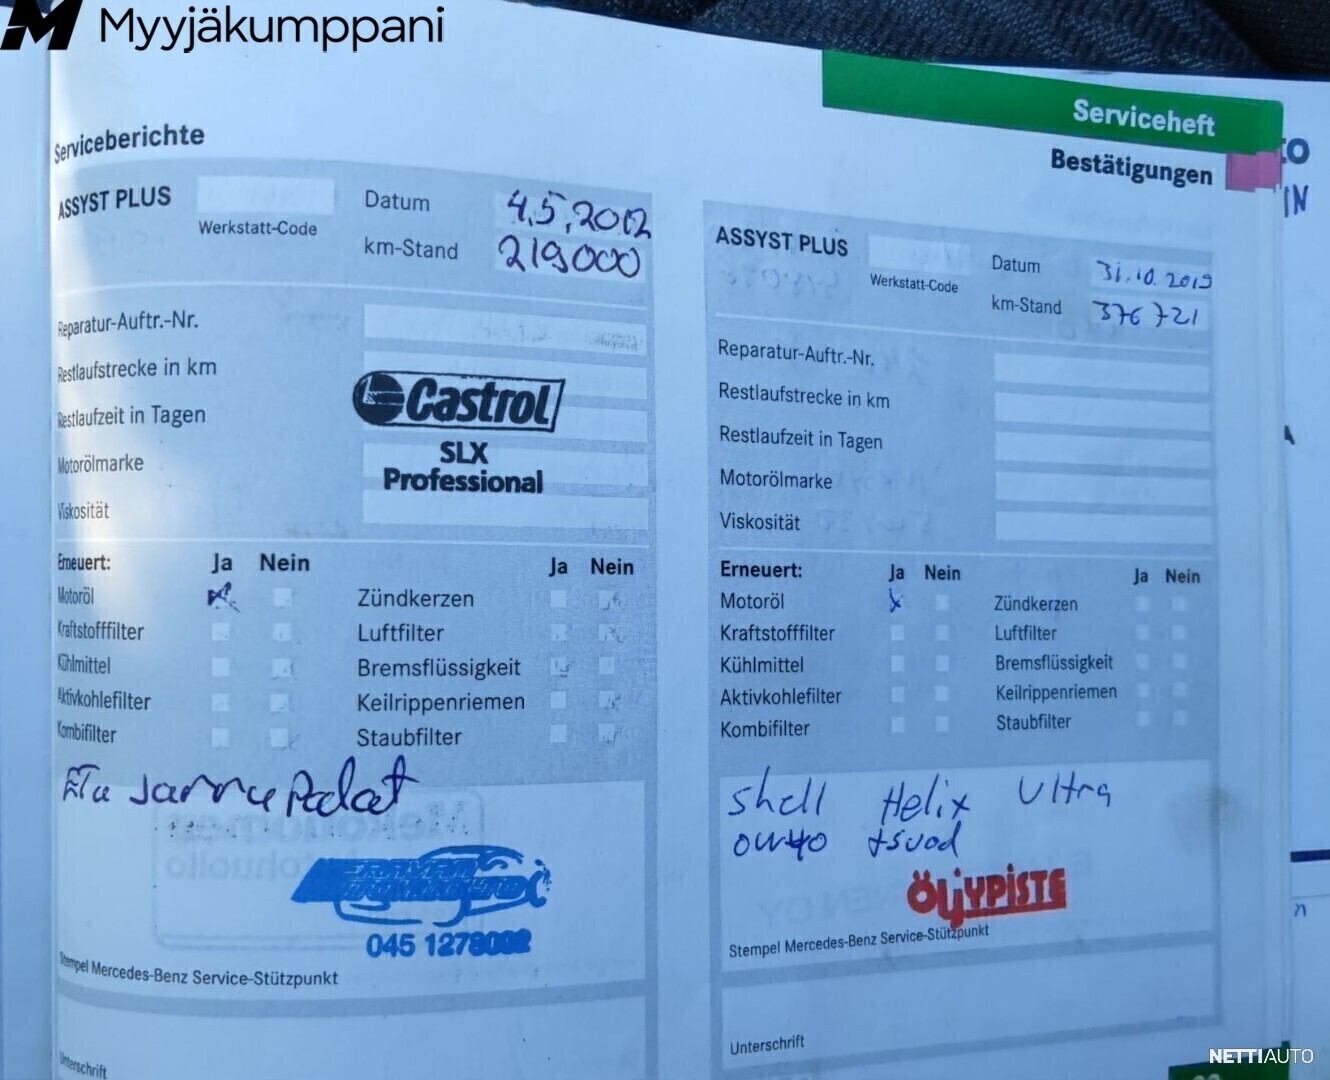 Myyjäkumppani
Serviceheft
Bestätigungen
Serviceberichte
ASSYST PLUS
Werkstatt-Code
Datum 4.5.2012
km-Stand 219000
Reparatur-Auftr.-Nr.
Restlaufstrecke in km
Restlaufzeit in Tagen
Motorölmarke
Viskosität
Castrol
SLX
Professional
Erneuert: Ja Nein Ja Nein
Motoröl Zündkerzen
Kraftstofffilter Luftfilter
Kühlmittel Bremsflüssigkeit
Aktivkohlefilter Keilrippenriemen
Kombifilter Staubfilter
Etu jarrupalat
045
Stempel Mercedes-Benz Service-Stützpunkt
Unterschrift
ASSYST PLUS
Werkstatt-Code
Datum 31.10.2019
km-Stand 376721
Reparatur-Auftr.-Nr.
Restlaufstrecke in km
Restlaufzeit in Tagen
Motorölmarke
Viskosität
Erneuert: Ja Nein Ja Nein
Motoröl x Zündkerzen
Kraftstofffilter Luftfilter
Kühlmittel Bremsflüssigkeit
Aktivkohlefilter Keilrippenriemen
Kombifilter Staubfilter
Shell Helix Ultra
0w40 +suod
ÖLJYPISTE
Stempel Mercedes-Benz Service-Stützpunkt
Unterschrift
NETTIAUTO